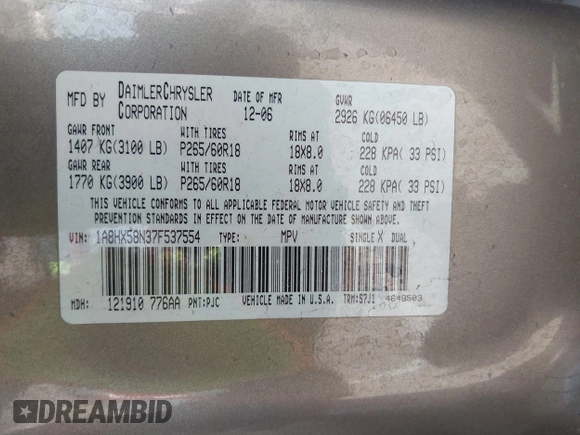 MFD BY DAIMLERCHRYSLER CORPORATION DATE OF MFR 12-06 GVWR 2926 KG(06450 LB)
GAWR FRONT WITH TIRES RIMS AT COLD
1407 KG(3100 LB) P265/60R18 18X8.0 228 KPA( 33 PSI)
GAWR REAR WITH TIRES RIMS AT COLD
1770 KG(3900 LB) P265/60R18 18X8.0 228 KPA( 33 PSI)
THIS VEHICLE CONFORMS TO ALL APPLICABLE FEDERAL MOTOR VEHICLE SAFETY AND THEFT
PREVENTION STANDARDS IN EFFECT ON THE DATE OF MANUFACTURE SHOWN ABOVE.
VIN: 1A8HX58N37F537554 TYPE: MPV SINGLE X DUAL
MDH: 121910 776AA PNT:PJC VEHICLE MADE IN U.S.A. TRM:S7J1 4648503
DREAMBID